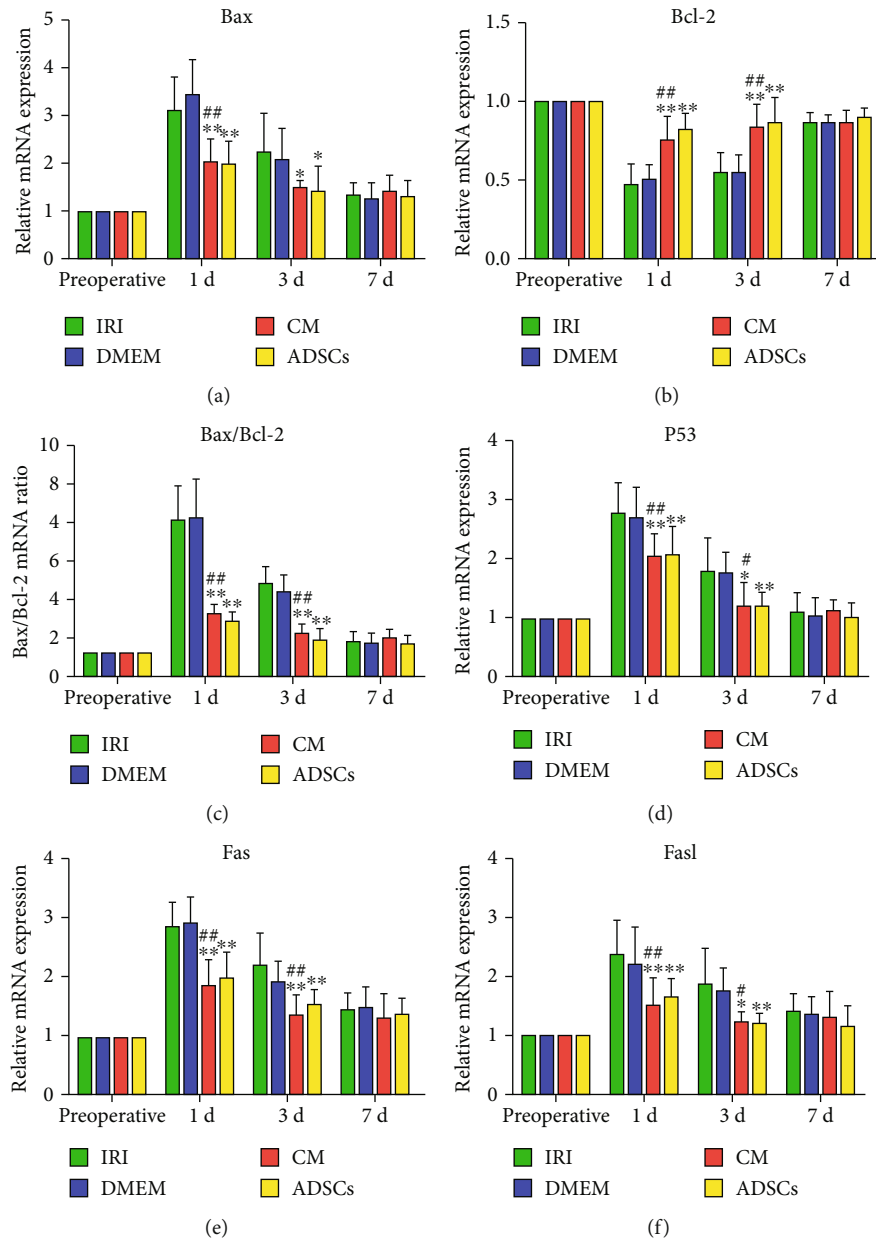 Bax
Relative mRNA expression
5
4
3
2
1
0
##
**
**
*
*
Preoperative 1 d 3 d 7 d
IRI CM
DMEM ADSCs
(a)
Bcl-2
Relative mRNA expression
1.5
1.0
0.5
0.0
##
****
##
**
**
Preoperative 1 d 3 d 7 d
IRI CM
DMEM ADSCs
(b)
Bax/Bcl-2
Bax/Bcl-2 mRNA ratio
10
8
4
4
2
0
##
**
**
##
**
**
Preoperative 1 d 3 d 7 d
IRI CM
DMEM ADSCs
(c)
P53
Relative mRNA expression
4
3
2
1
0
##
**
**
#
*
**
Preoperative 1 d 3 d 7 d
IRI CM
DMEM ADSCs
(d)
Fas
Relative mRNA expression
4
3
2
1
0
##
**
**
##
**
**
Preoperative 1 d 3 d 7 d
IRI CM
DMEM ADSCs
(e)
Fasl
Relative mRNA expression
4
3
2
1
0
##
****
#
*
**
Preoperative 1 d 3 d 7 d
IRI CM
DMEM ADSCs
(f)